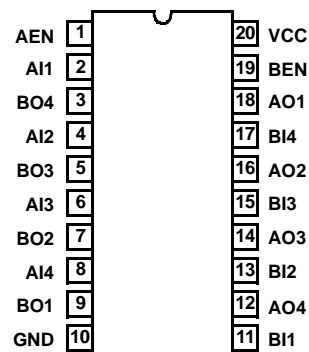 AEN 1 20 VCC
AI1 2 19 BEN
BO4 3 18 AO1
AI2 4 17 BI4
BO3 5 16 AO2
AI3 6 15 BI3
BO2 7 14 AO3
AI4 8 13 BI2
BO1 9 12 AO4
GND 10 11 BI1